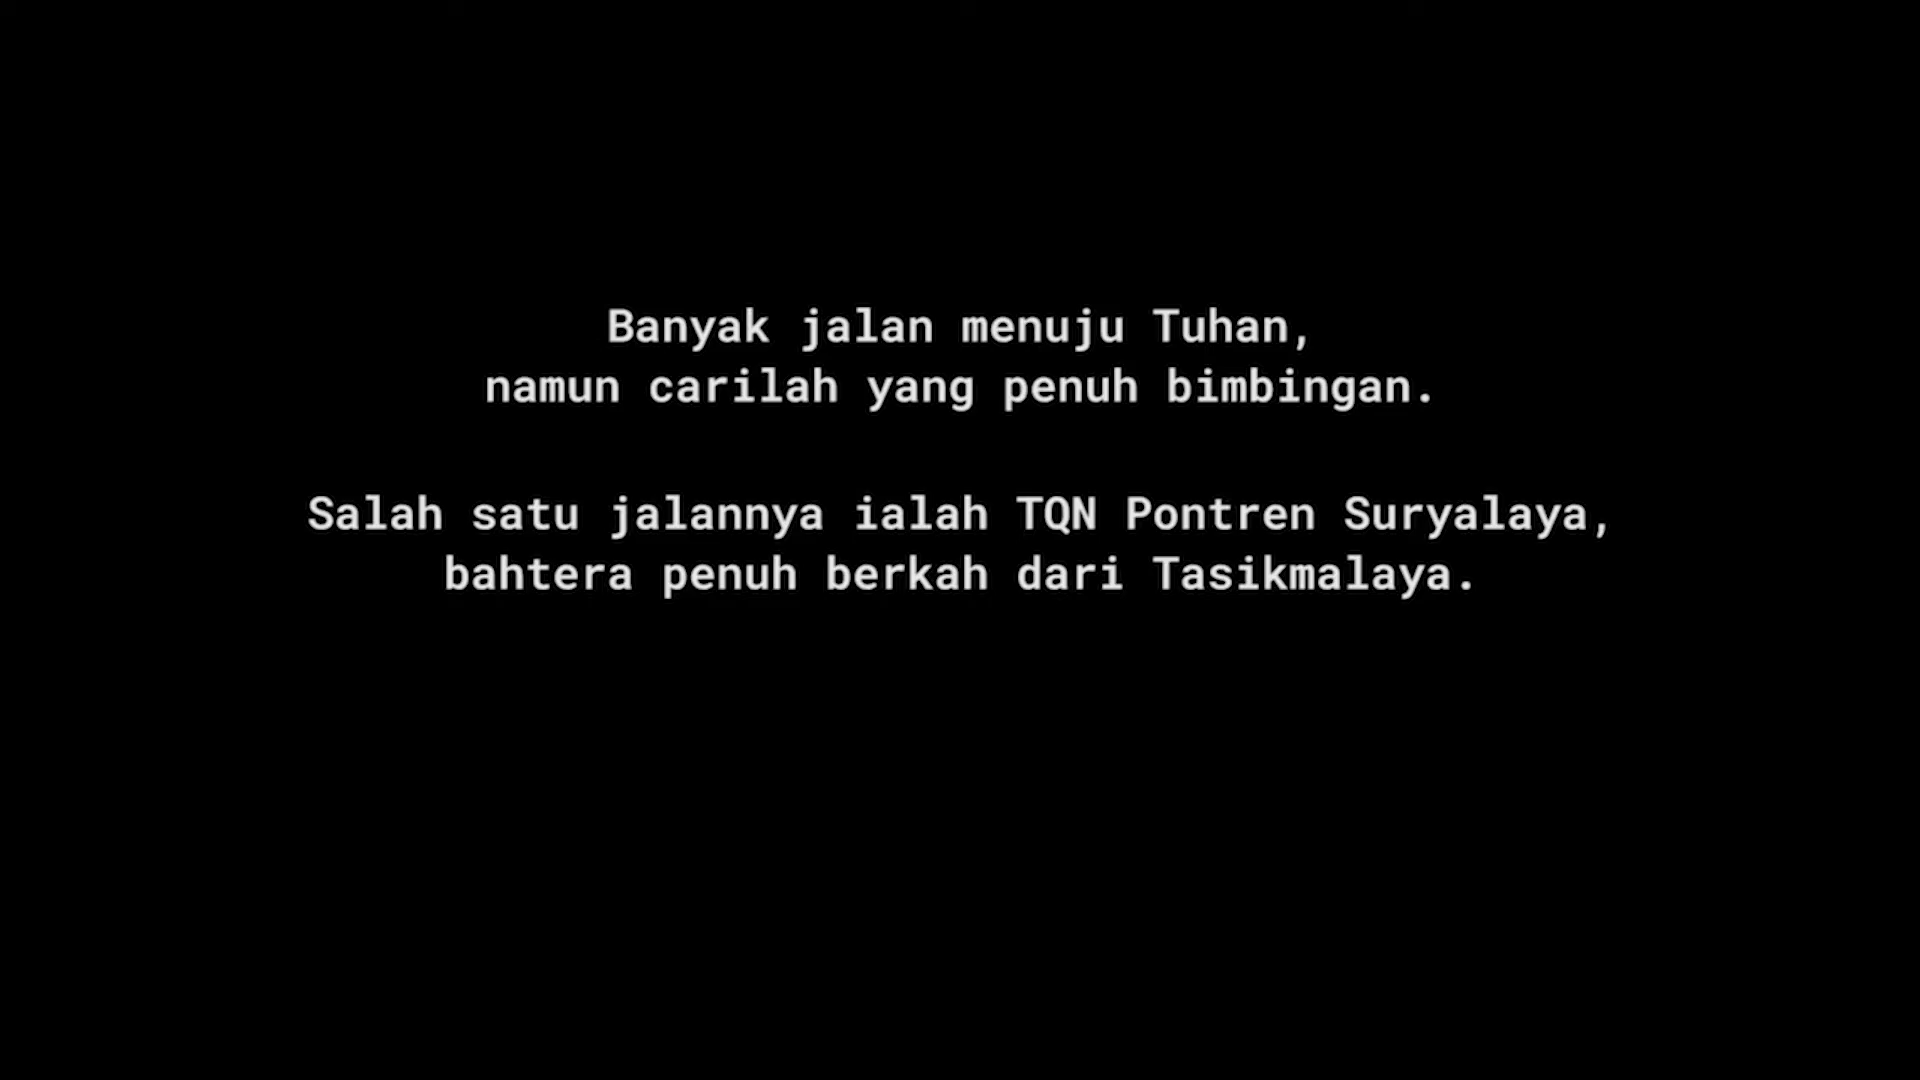 Banyak jalan menuju Tuhan,
namun carilah yang penuh bimbingan.
Salah satu jalannya ialah TQN Pontren Suryalaya,
bahtera penuh berkah dari Tasikmalaya.